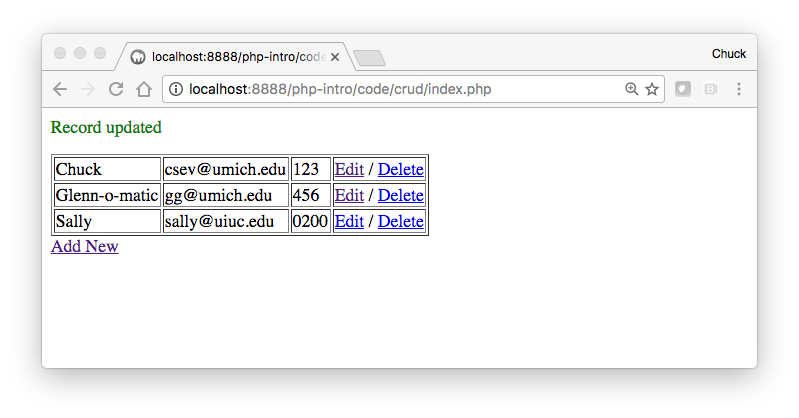 localhost:8888/php-intro/code
Chuck
localhost:8888/php-intro/code/crud/index.php
Record updated
Chuck csev@umich.edu 123 Edit / Delete
Glenn-o-matic gg@umich.edu 456 Edit / Delete
Sally sally@uiuc.edu 0200 Edit / Delete
Add New